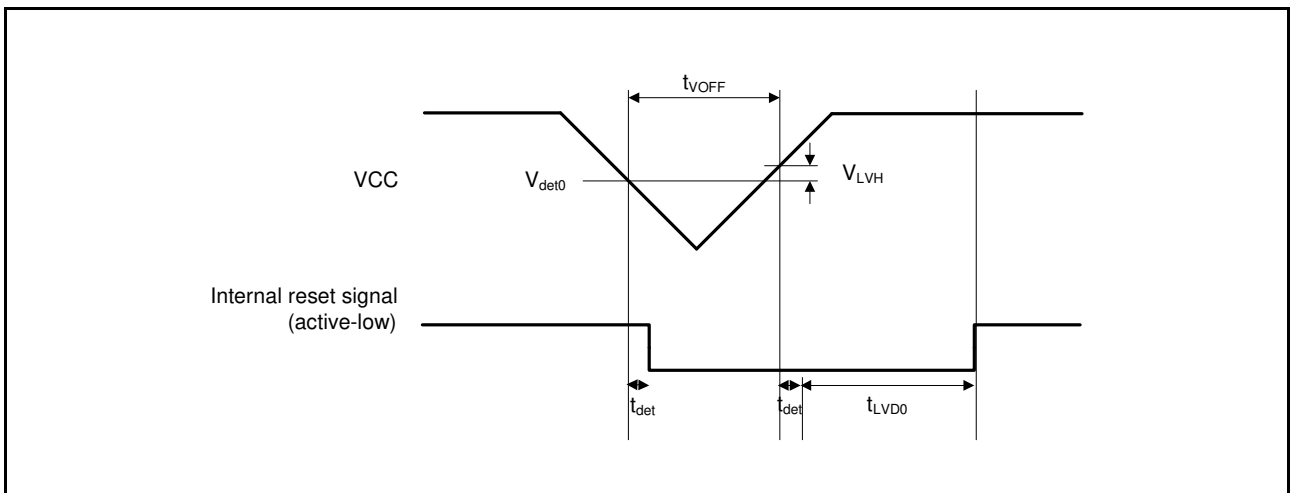 tVOFF
VCC
Vdet0
VLVH
Internal reset signal
(active-low)
tdet
tdet
tLVD0